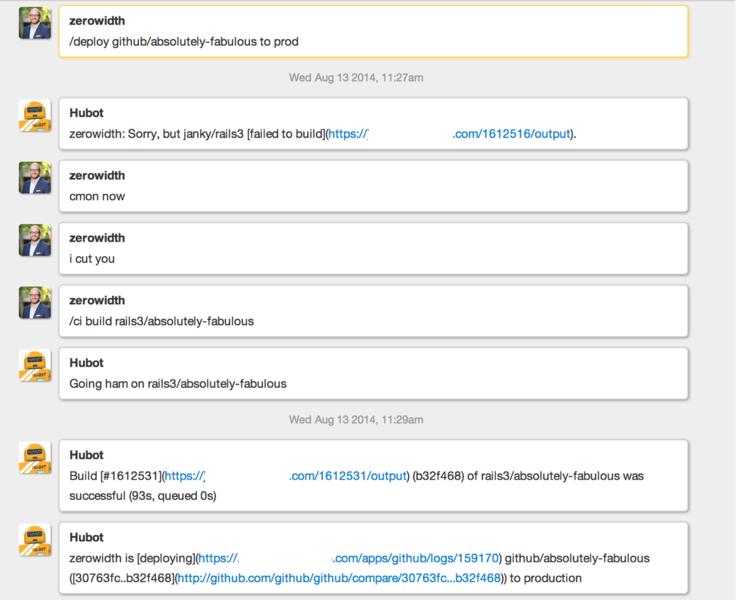 zerowidth
/deploy github/absolutely-fabulous to prod
Wed Aug 13 2014, 11:27am
Hubot
zerowidth: Sorry, but janky/rails3 [failed to build](https:// .com/1612516/output).
zerowidth
cmon now
zerowidth
i cut you
zerowidth
/ci build rails3/absolutely-fabulous
Hubot
Going ham on rails3/absolutely-fabulous
Wed Aug 13 2014, 11:29am
Hubot
Build [#1612531](https:// .com/1612531/output) (b32f468) of rails3/absolutely-fabulous was
successful (93s, queued 0s)
Hubot
zerowidth is [deploying](https:// .com/apps/github/logs/159170) github/absolutely-fabulous
([30763fc..b32f468](http://github.com/github/github/compare/30763fc...b32f468)) to production